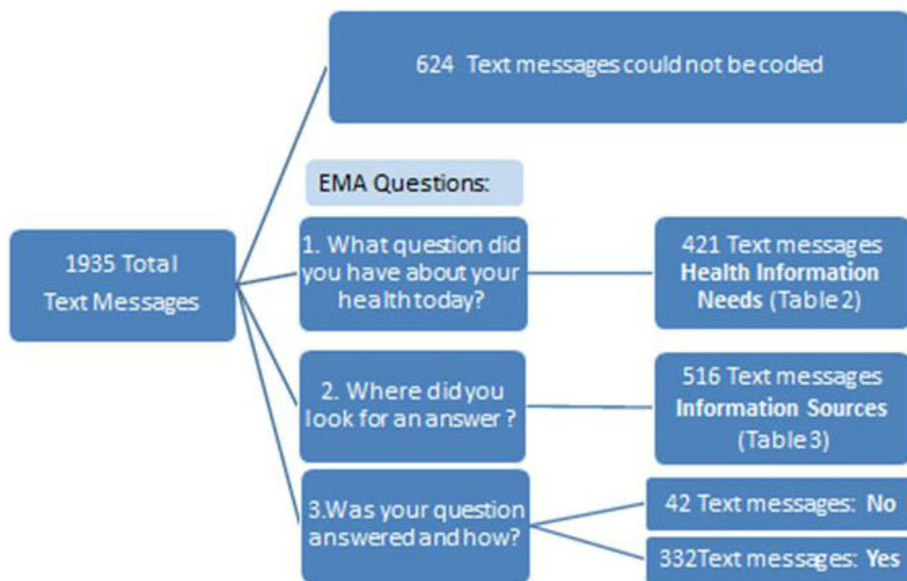 624 Text messages could not be coded
EMA Questions:
1935 Total
Text Messages
1. What question did
you have about your
health today?
421 Text messages
Health Information
Needs (Table 2)
2. Where did you
look for an answer ?
516 Text messages
Information Sources
(Table 3)
3.Was your question
answered and how?
42 Text messages: No
332Text messages: Yes